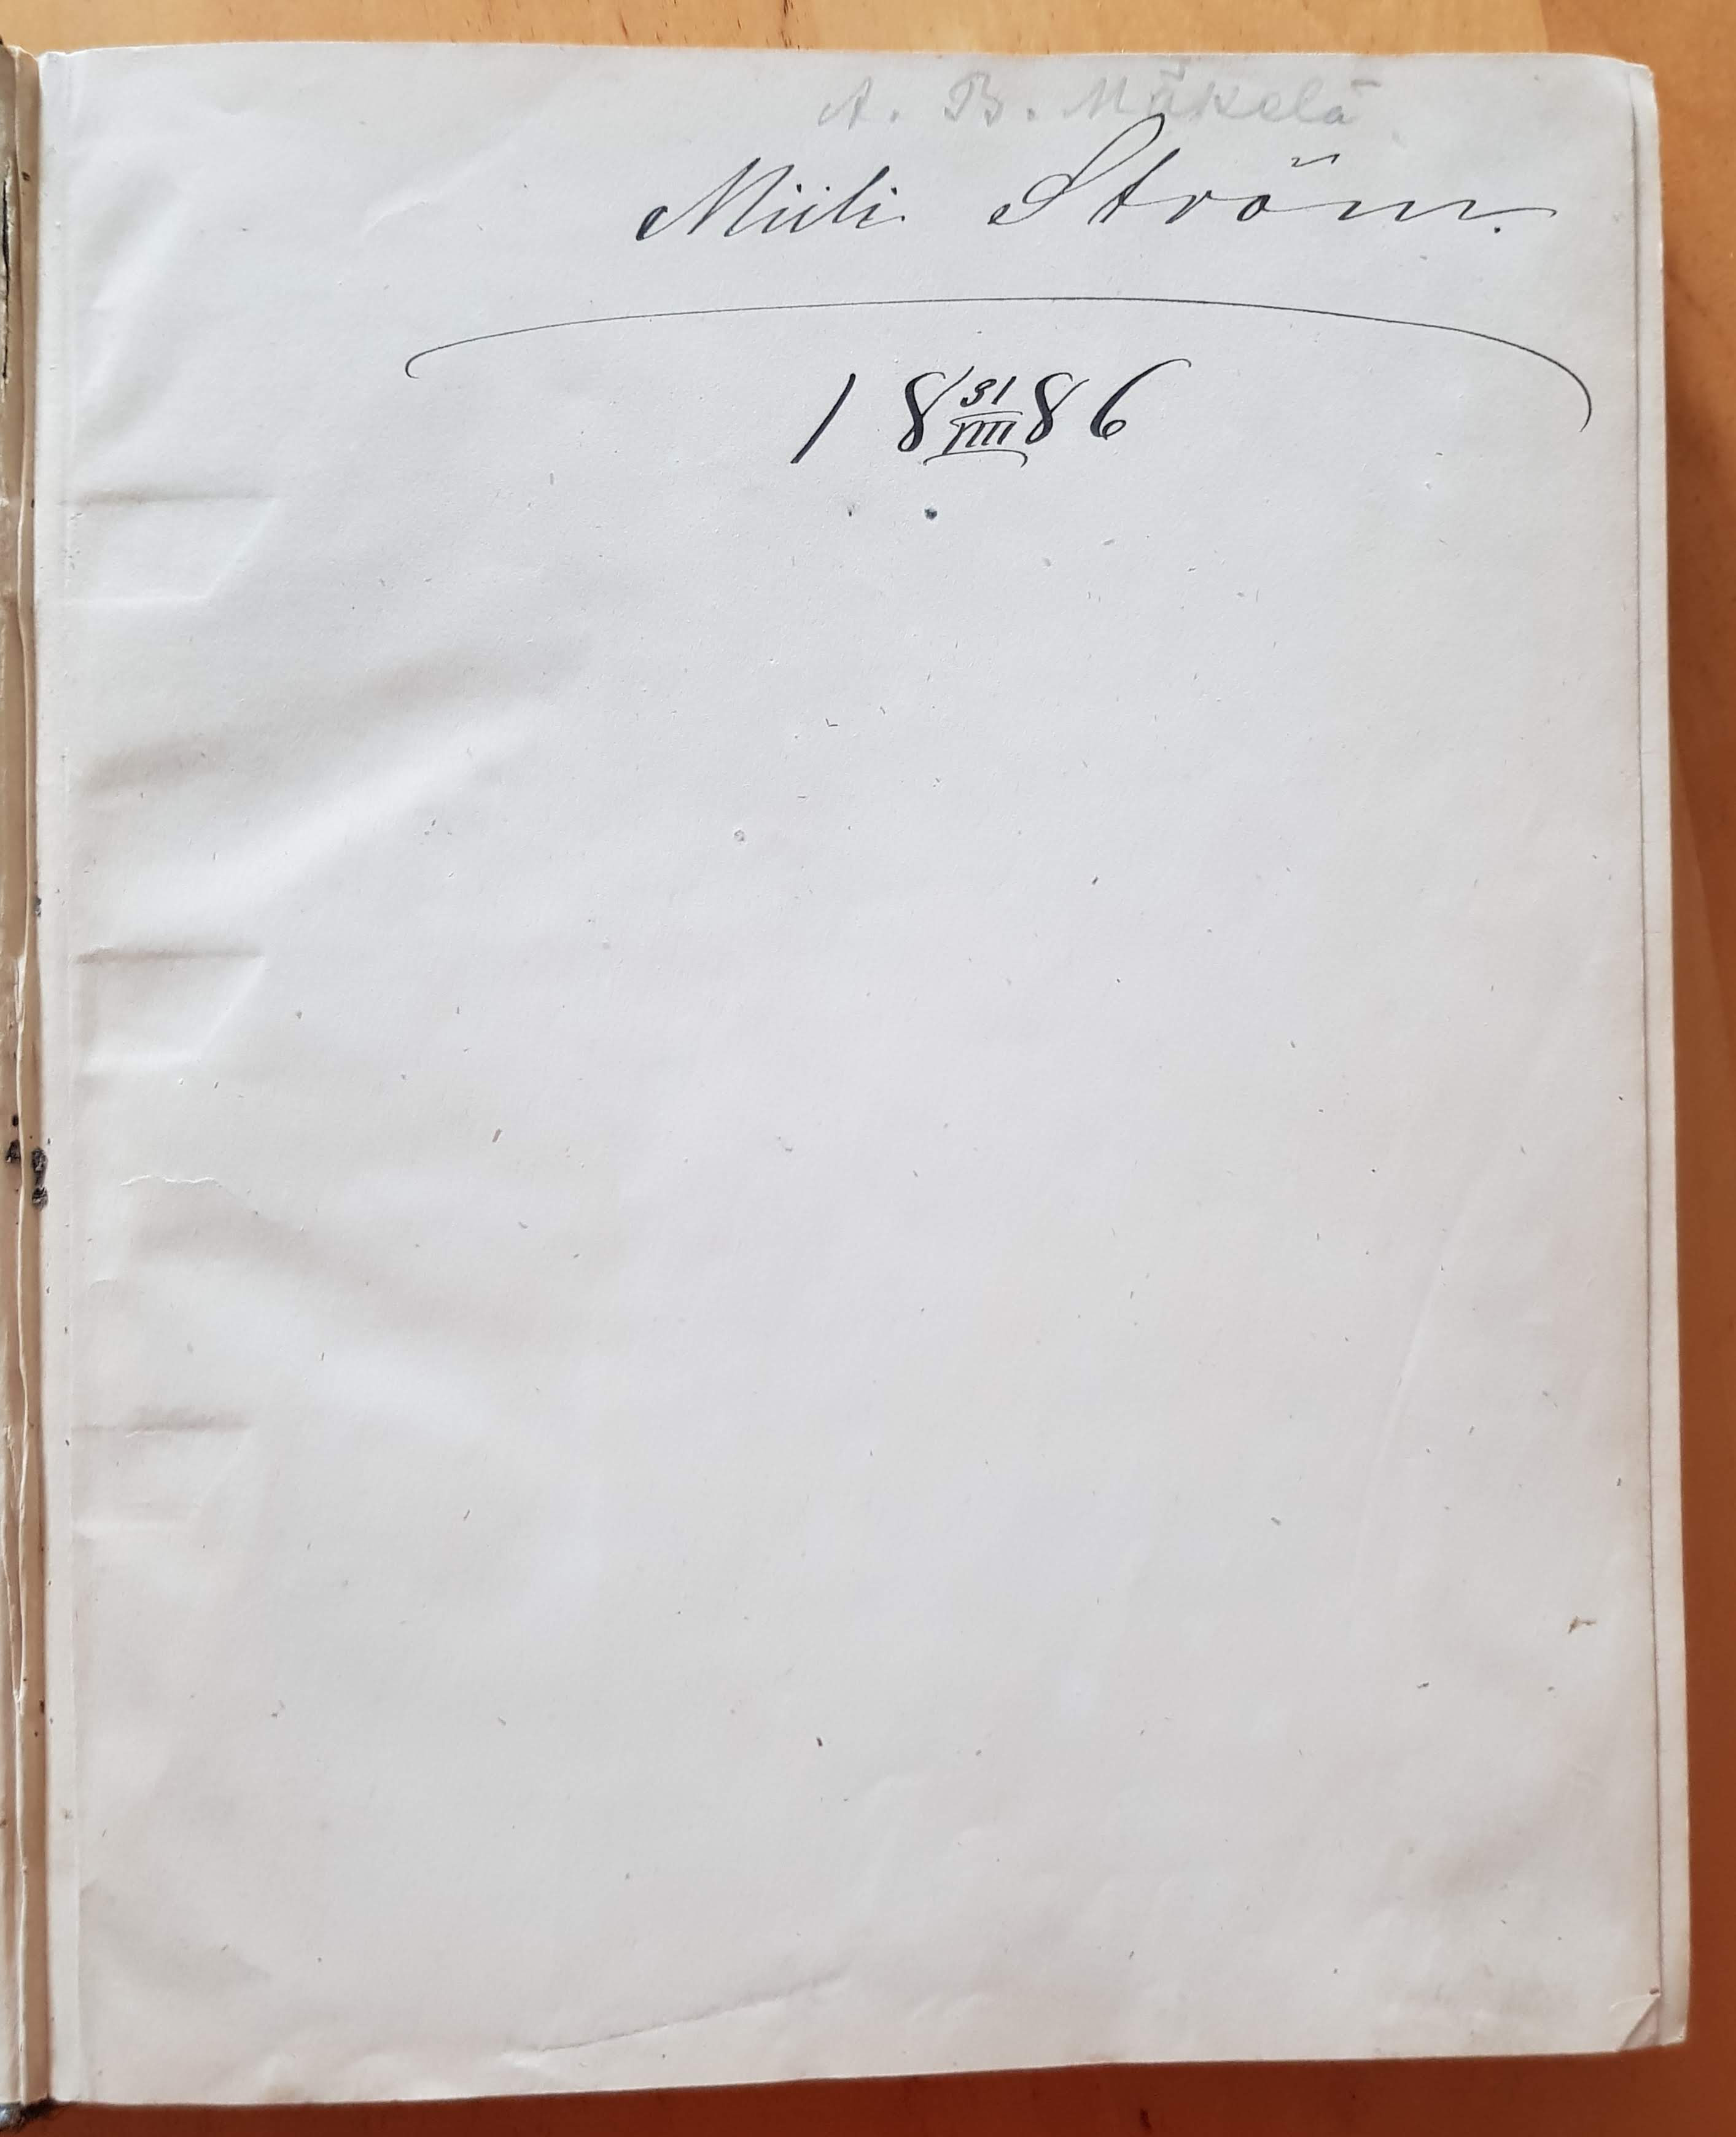 A. B. Mäkelä
Miili Ström.
18 31/VIII 86